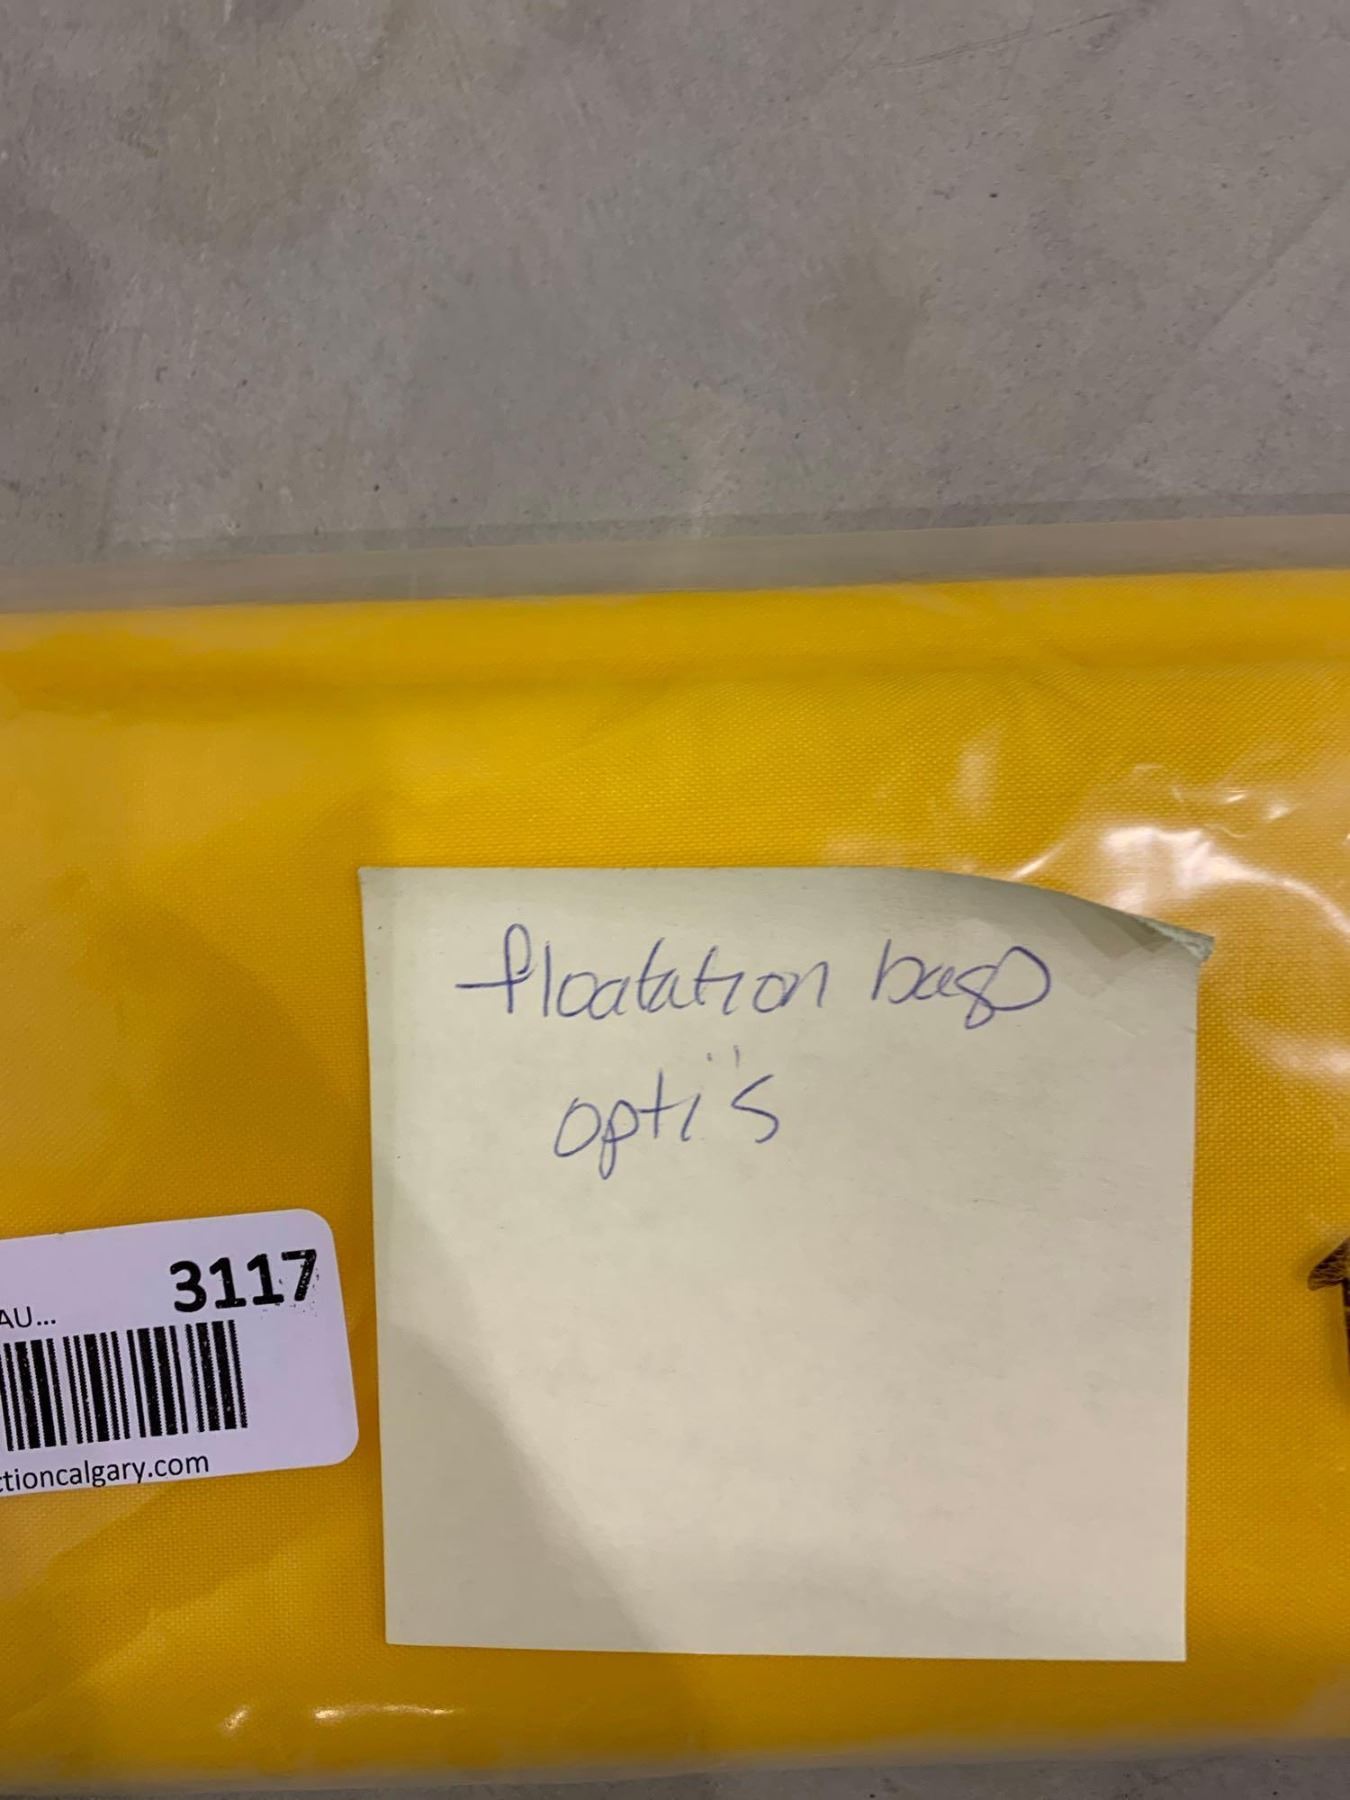 floatation bags
opti's
3117
AU...
ctioncalgary.com